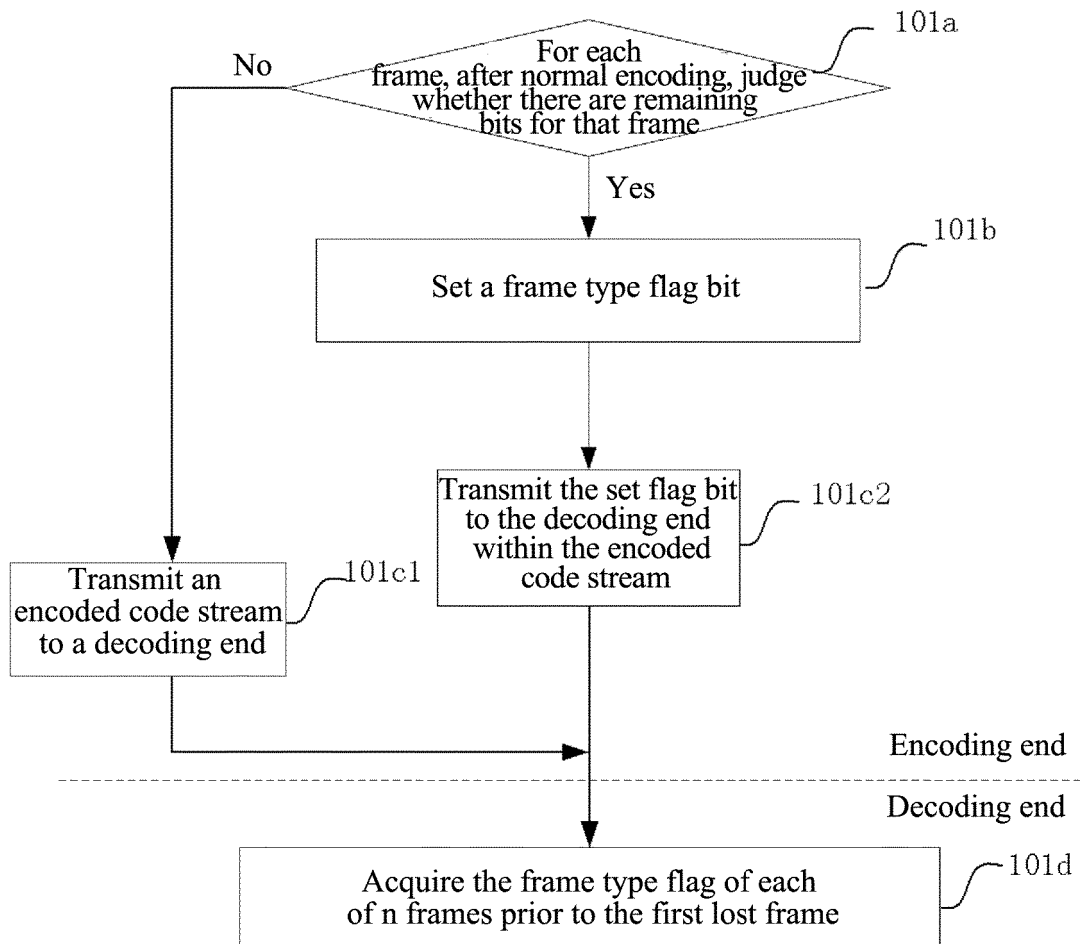 101a
For each
frame, after normal encoding, judge
whether there are remaining
bits for that frame
No
Yes
101b
Set a frame type flag bit
Transmit the set flag bit
to the decoding end
within the encoded
code stream
101c2
Transmit an
encoded code stream
to a decoding end
101c1
Encoding end
Decoding end
Acquire the frame type flag of each
of n frames prior to the first lost frame
101d